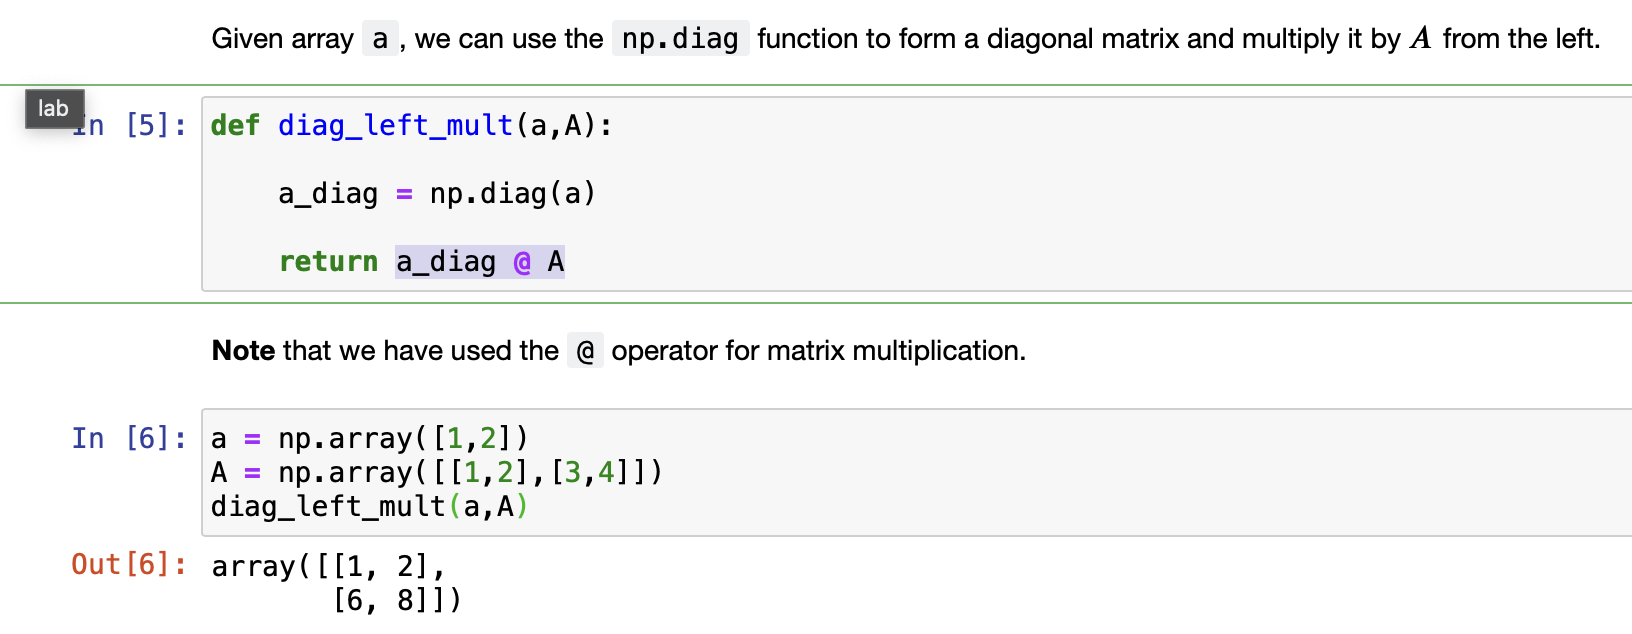 Given array a , we can use the np.diag function to form a diagonal matrix and multiply it by A from the left.
lab
In [5]: def diag_left_mult(a,A):
a_diag = np.diag(a)
return a_diag @ A
Note that we have used the @ operator for matrix multiplication.
In [6]: a = np.array([1,2])
A = np.array([[1,2],[3,4]])
diag_left_mult(a,A)
Out[6]: array([[1, 2],
[6, 8]])